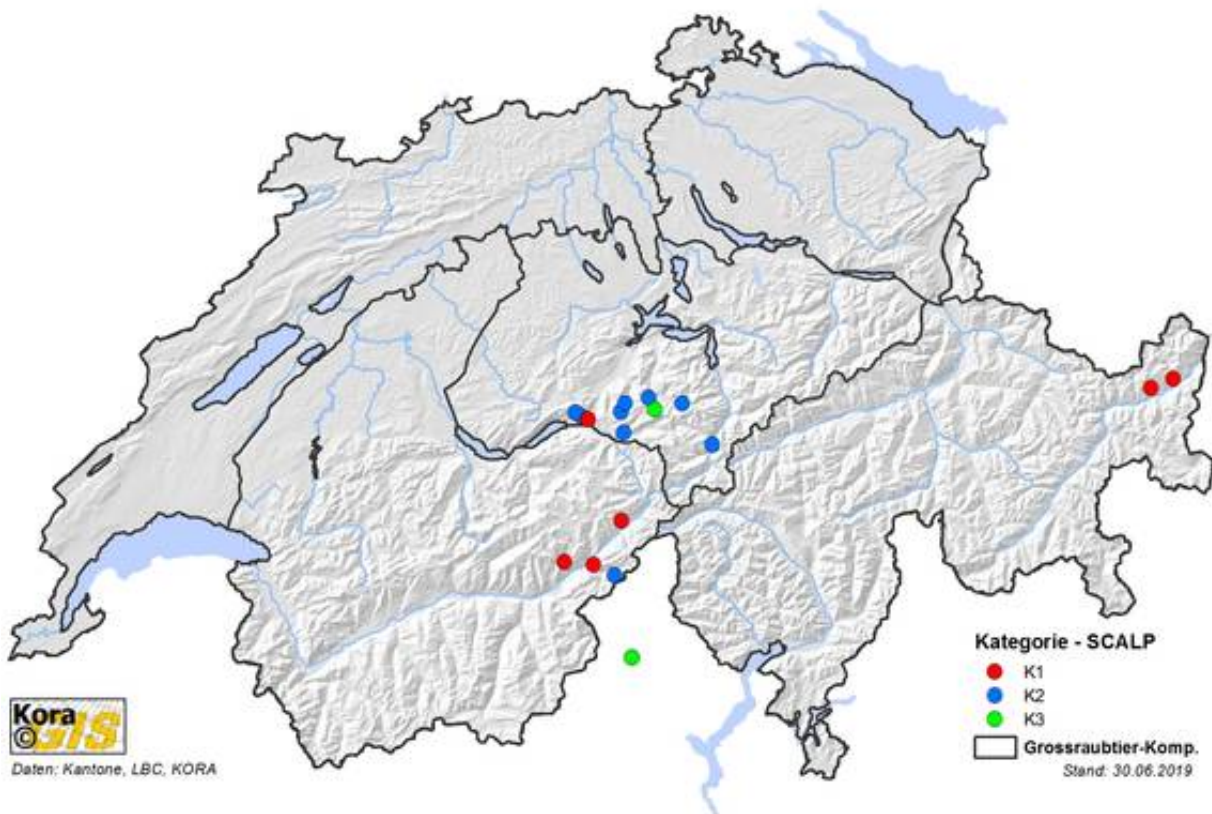 Kategorie - SCALP
K1
K2
K3
Grossraubtier-Komp.
Stand: 30.06.2019
Kora
© GIS
Daten: Kantone, LBC, KORA